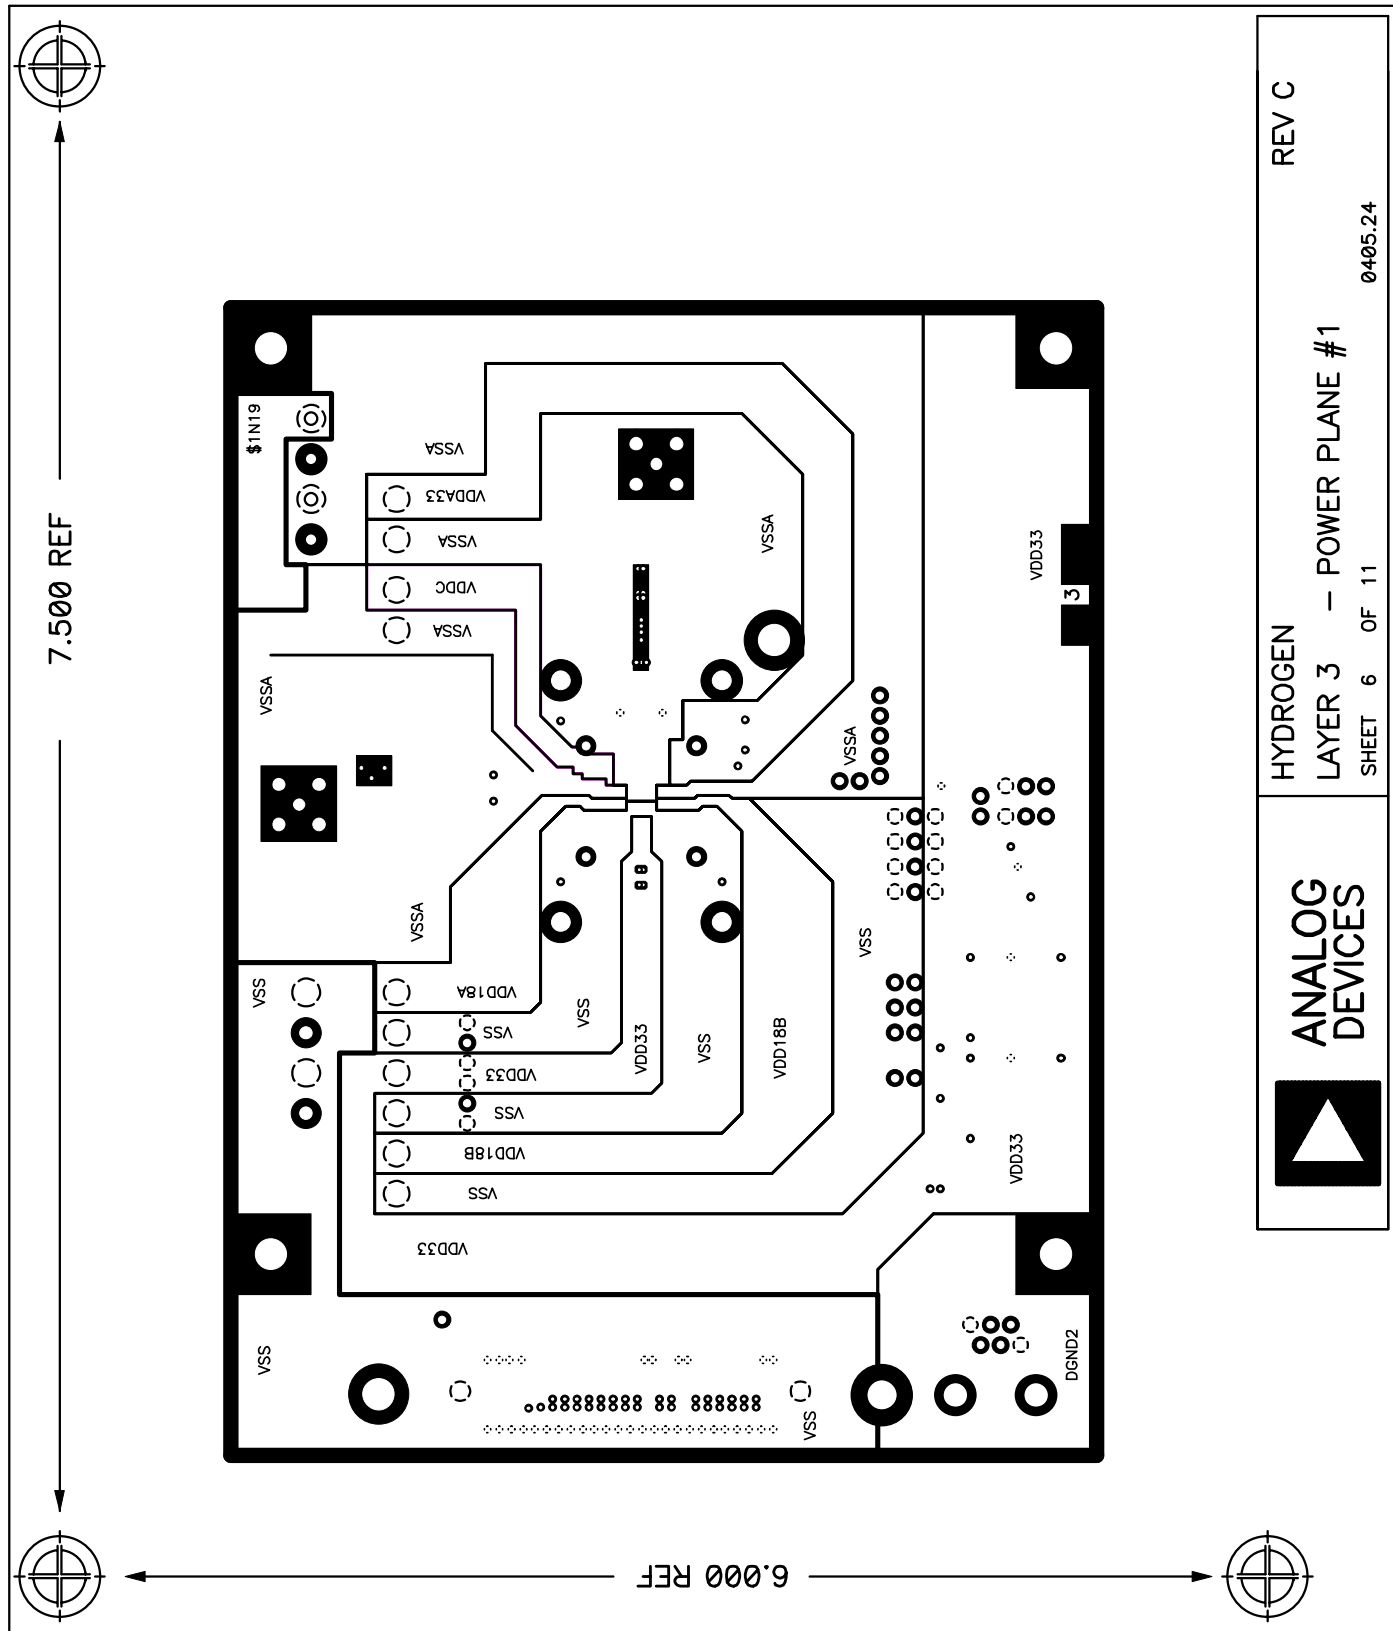 7.500 REF
6.000 REF
$1N19
VSSA
VDDA33
VSSA
VDDC
VSSA
VSSA
VSSA
VSSA
VSSA
VDD33
3
VSS
VDD18A
VSS
VDD33
VSS
VDD18B
VSS
VDD33
VSS
VDD33
VSS
VDD18B
VSS
VDD33
VSS
VSS
DGND2
HYDROGEN
REV C
LAYER 3 – POWER PLANE #1
SHEET 6 OF 11
0405.24
ANALOG
DEVICES